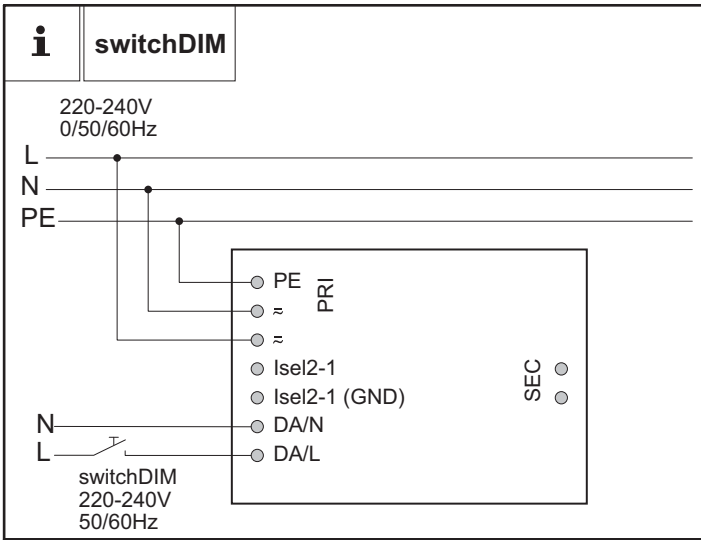 i switchDIM
220-240V
0/50/60Hz
L
N
PE
PE
PRI
≂
≂
Isel2-1
Isel2-1 (GND)
SEC
N DA/N
L DA/L
switchDIM
220-240V
50/60Hz